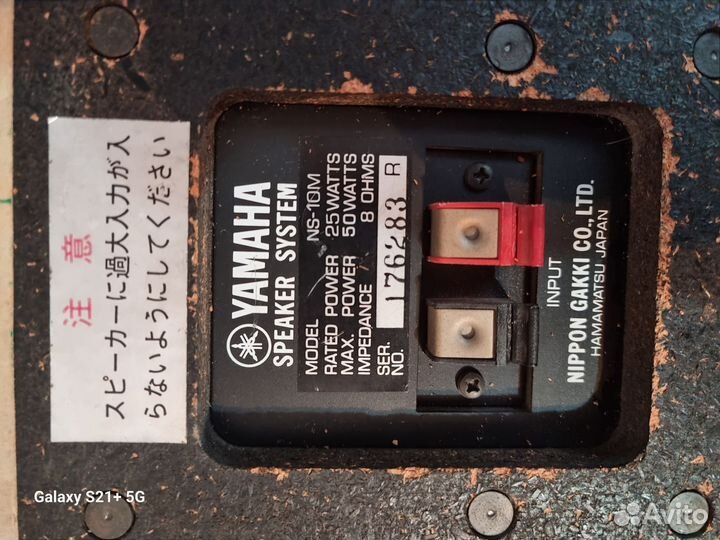 注 意
スピーカーに過大入力が入
らないようにしてください
YAMAHA
SPEAKER SYSTEM
MODEL NS-10M
RATED POWER 25WATTS
MAX. POWER 50WATTS
IMPEDANCE 8 OHMS
SER. NO. 176283 R
INPUT
NIPPON GAKKI CO., LTD.
HAMAMATSU JAPAN
Galaxy S21+ 5G
Avito